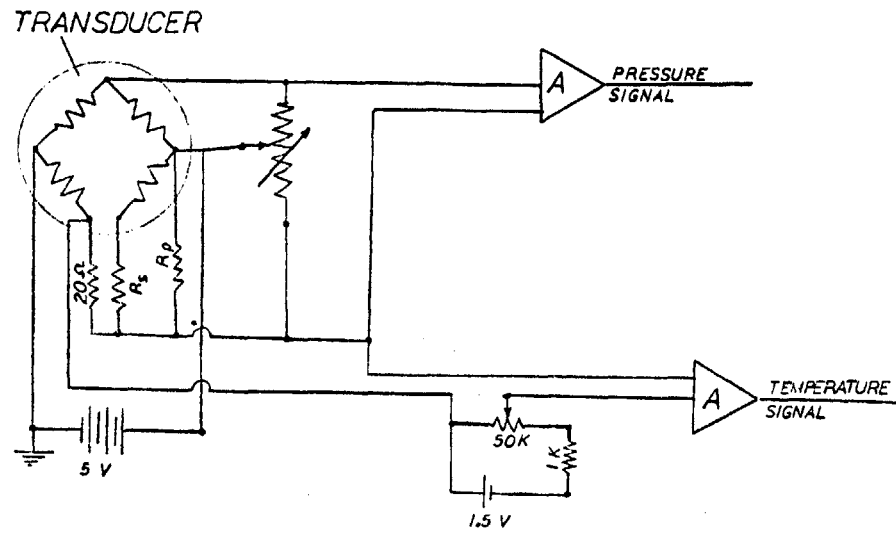 TRANSDUCER
A
PRESSURE
SIGNAL
20Ω
Rs
Rp
A
TEMPERATURE
SIGNAL
50K
1K
5 V
1.5 V